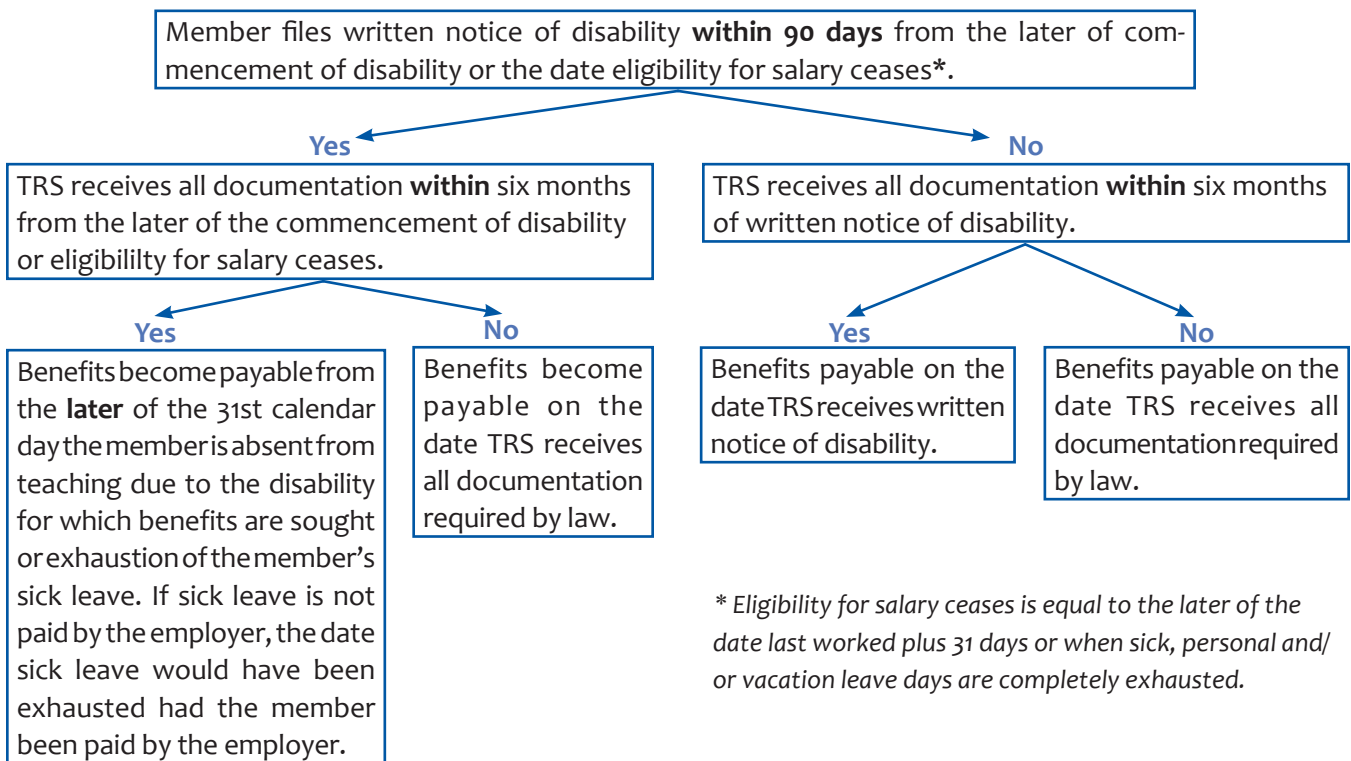 Member files written notice of disability within 90 days from the later of com-
mencement of disability or the date eligibility for salary ceases*.
Yes
No
TRS receives all documentation within six months
from the later of the commencement of disability
or eligibililty for salary ceases.
TRS receives all documentation within six months
of written notice of disability.
Yes
No
Yes
No
Benefits become payable from
the later of the 31st calendar
day the member is absent from
teaching due to the disability
for which benefits are sought
or exhaustion of the member's
sick leave. If sick leave is not
paid by the employer, the date
sick leave would have been
exhausted had the member
been paid by the employer.
Benefits become
payable on the
date TRS receives
all documentation
required by law.
Benefits payable on the
date TRS receives written
notice of disability.
Benefits payable on the
date TRS receives all
documentation required
by law.
* Eligibility for salary ceases is equal to the later of the
date last worked plus 31 days or when sick, personal and/
or vacation leave days are completely exhausted.